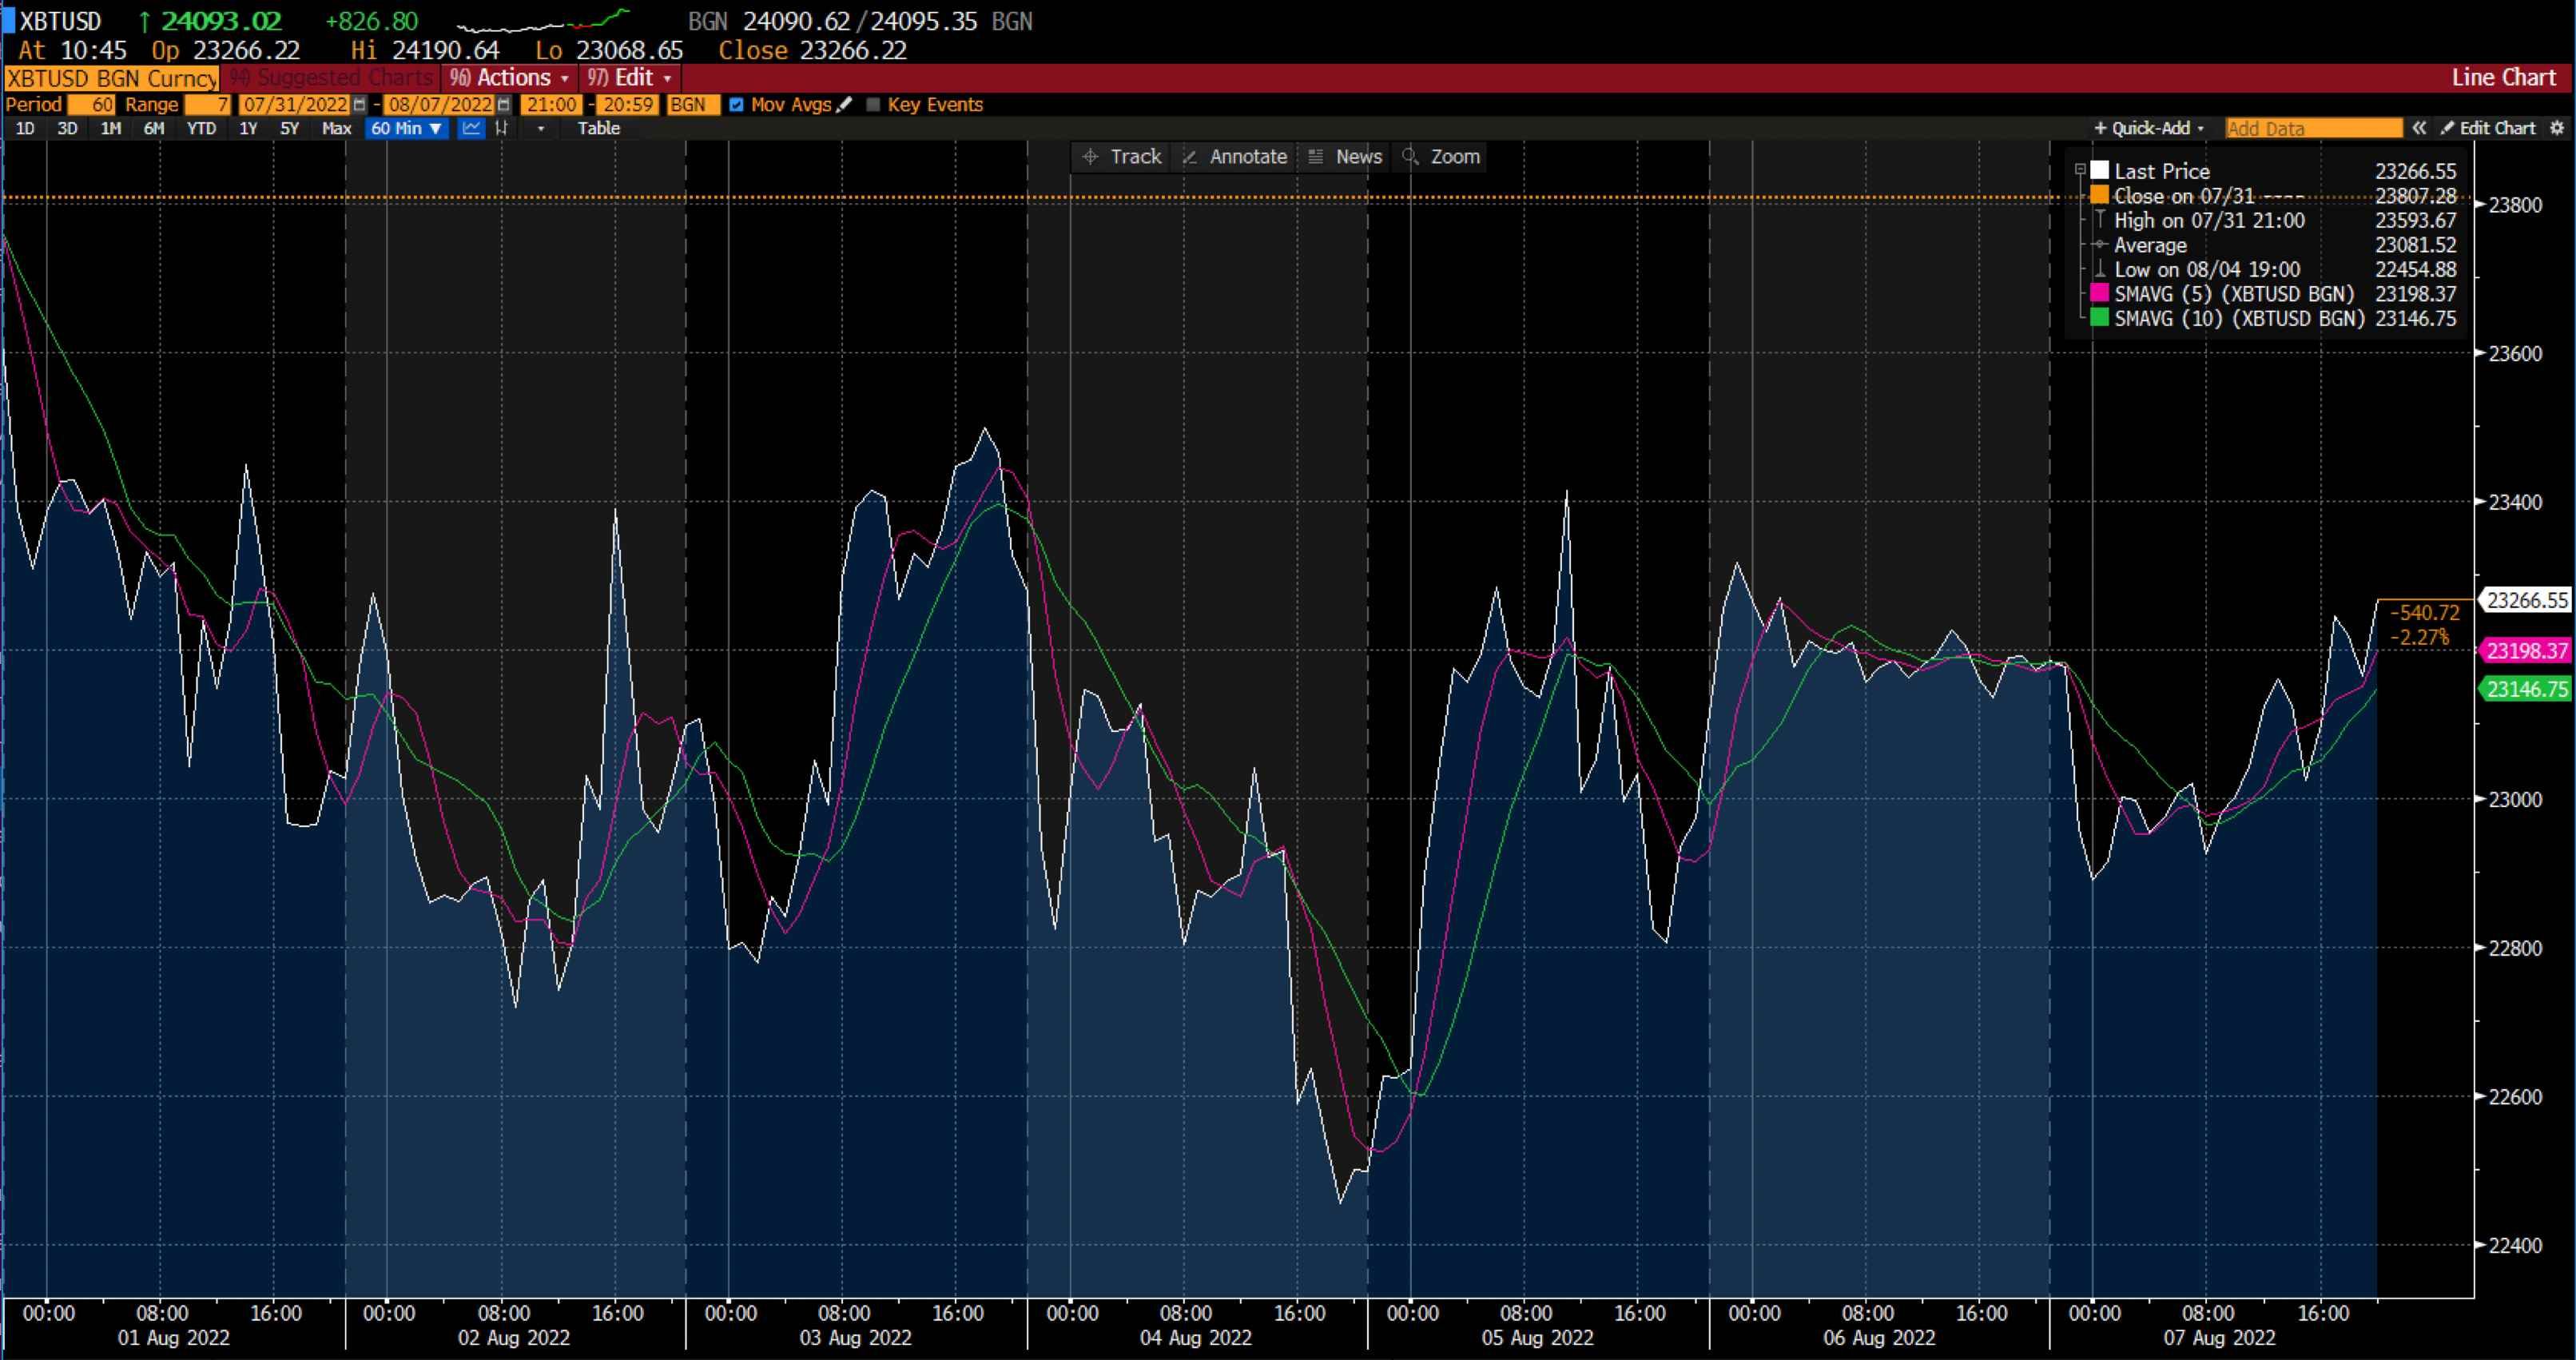 XBTUSD ↑ 24093.02 +826.80 BGN 24090.62/24095.35 BGN
At 10:45 Op 23266.22 Hi 24190.64 Lo 23068.65 Close 23266.22
XBTUSD BGN Curncy 94) Suggested Charts 96) Actions 97) Edit Line Chart
Period 60 Range 7 07/31/2022 - 08/07/2022 21:00 - 20:59 BGN Mov Avgs Key Events
1D 3D 1M 6M YTD 1Y 5Y Max 60 Min ▼ Table + Quick-Add Add Data « Edit Chart
Track Annotate News Zoom
Last Price 23266.55
Close on 07/31 ---- 23807.28
High on 07/31 21:00 23593.67
Average 23081.52
Low on 08/04 19:00 22454.88
SMAVG (5) (XBTUSD BGN) 23198.37
SMAVG (10) (XBTUSD BGN) 23146.75
23800
23600
23400
23266.55
-540.72
-2.27%
23198.37
23146.75
23000
22800
22600
22400
00:00 08:00 16:00 00:00 08:00 16:00 00:00 08:00 16:00 00:00 08:00 16:00 00:00 08:00 16:00 00:00 08:00 16:00 00:00 08:00 16:00
01 Aug 2022 02 Aug 2022 03 Aug 2022 04 Aug 2022 05 Aug 2022 06 Aug 2022 07 Aug 2022